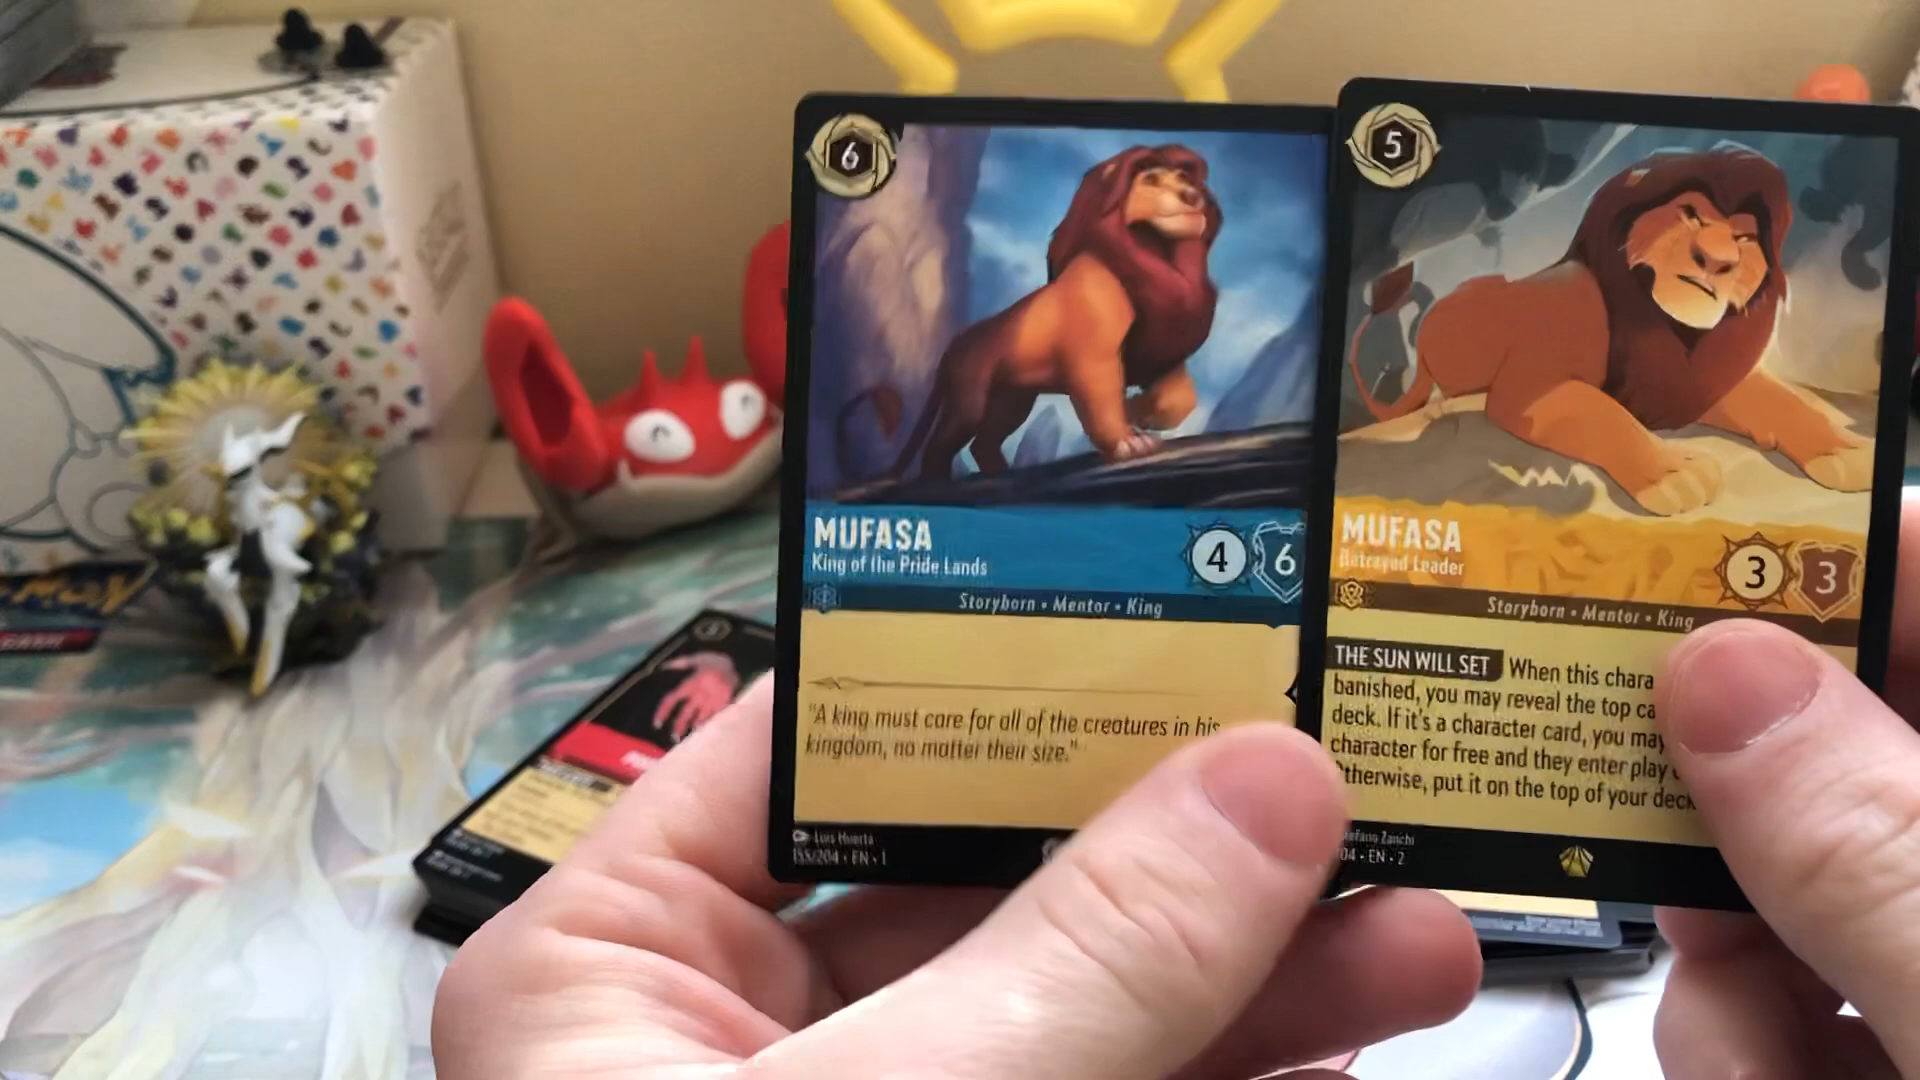 6
MUFASA
King of the Pride Lands
4
6
Storyborn • Mentor • King
"A king must care for all of the creatures in his
kingdom, no matter their size."
Luis Huerta
155/204 • EN • 1
5
MUFASA
Betrayed Leader
3
3
Storyborn • Mentor • King
THE SUN WILL SET When this chara
banished, you may reveal the top ca
deck. If it's a character card, you may
character for free and they enter play
Otherwise, put it on the top of your deck
Stefano Zanchi
04 • EN • 2